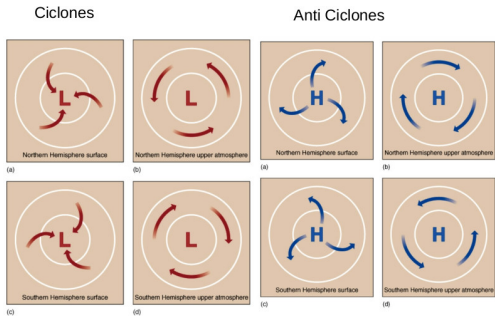 Ciclones
Anti Ciclones
L
Northern Hemisphere surface
(a)
L
Northern Hemisphere upper atmosphere
(b)
H
Northern Hemisphere surface
(a)
H
Northern Hemisphere upper atmosphere
(b)
L
Southern Hemisphere surface
(c)
L
Southern Hemisphere upper atmosphere
(d)
H
Southern Hemisphere surface
(c)
H
Southern Hemisphere upper atmosphere
(d)